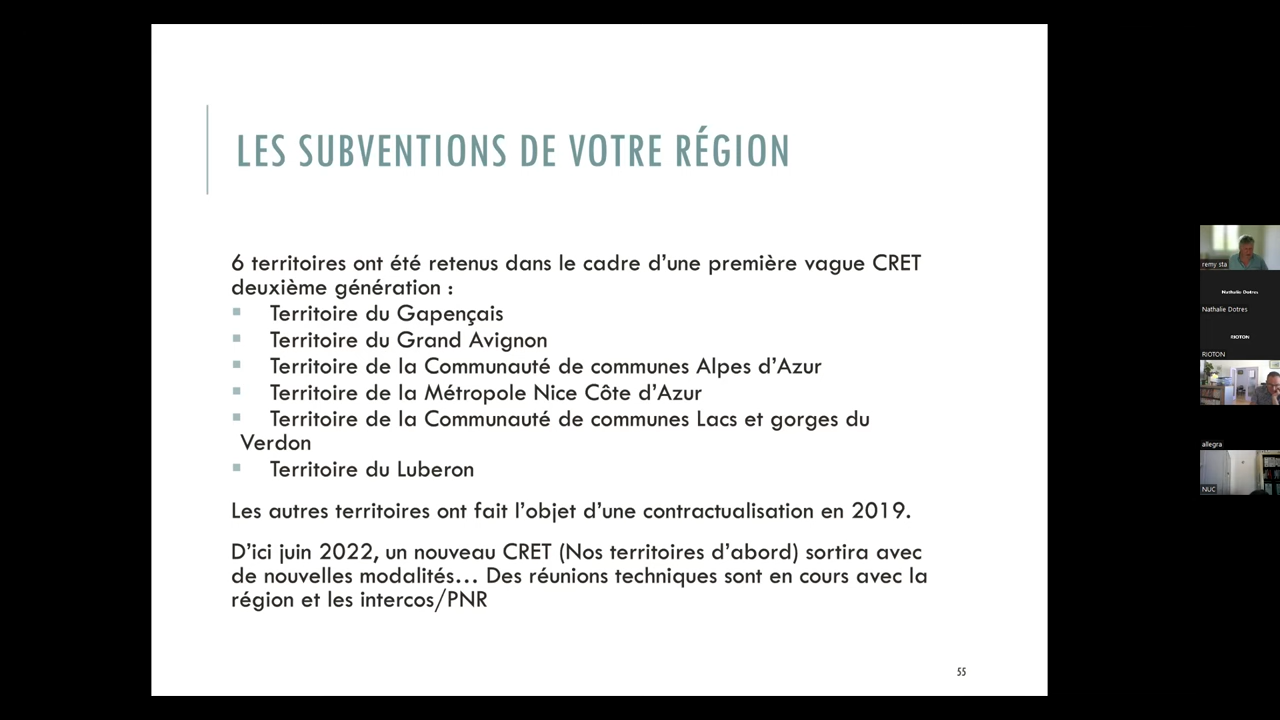 LES SUBVENTIONS DE VOTRE RÉGION
6 territoires ont été retenus dans le cadre d’une première vague CRET
deuxième génération :
Territoire du Gapençais
Territoire du Grand Avignon
Territoire de la Communauté de communes Alpes d’Azur
Territoire de la Métropole Nice Côte d’Azur
Territoire de la Communauté de communes Lacs et gorges du
Verdon
Territoire du Luberon
Les autres territoires ont fait l’objet d’une contractualisation en 2019.
D’ici juin 2022, un nouveau CRET (Nos territoires d’abord) sortira avec
de nouvelles modalités… Des réunions techniques sont en cours avec la
région et les intercos/PNR
55
remy sta
Nathalie Dotres
Nathalie Dotres
RIOTON
RIOTON
allegra
NUC